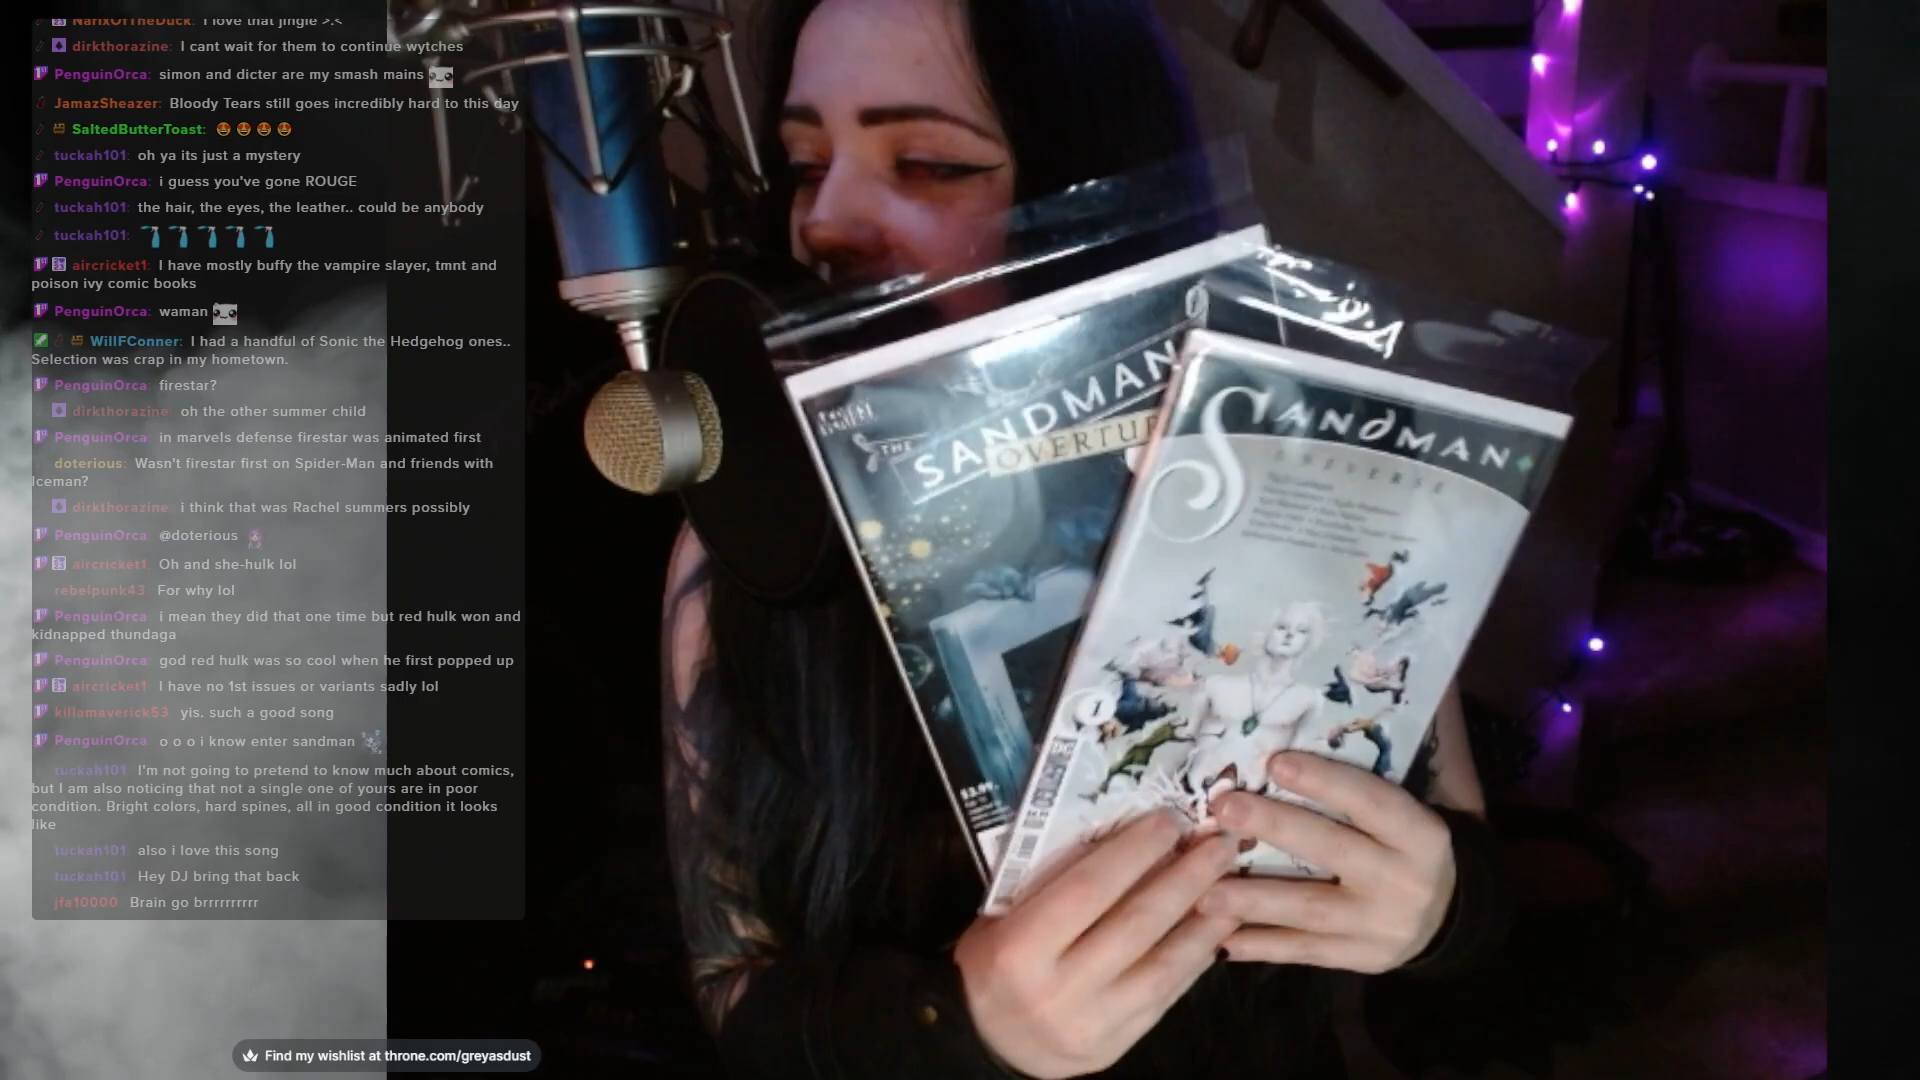 NarixOfTheDuck: I love that jingle >.<
dirkthorazine: I cant wait for them to continue wytches
PenguinOrca: simon and dicter are my smash mains
JamazSheazer: Bloody Tears still goes incredibly hard to this day
SaltedButterToast:
tuckah101: oh ya its just a mystery
PenguinOrca: i guess you've gone ROUGE
tuckah101: the hair, the eyes, the leather.. could be anybody
tuckah101:
aircricket1: I have mostly buffy the vampire slayer, tmnt and
poison ivy comic books
PenguinOrca: waman
WillFConner: I had a handful of Sonic the Hedgehog ones..
Selection was crap in my hometown.
PenguinOrca: firestar?
dirkthorazine: oh the other summer child
PenguinOrca: in marvels defense firestar was animated first
doterious: Wasn't firestar first on Spider-Man and friends with
Iceman?
dirkthorazine: i think that was Rachel summers possibly
PenguinOrca: @doterious
aircricket1: Oh and she-hulk lol
rebelpunk43: For why lol
PenguinOrca: i mean they did that one time but red hulk won and
kidnapped thundaga
PenguinOrca: god red hulk was so cool when he first popped up
aircricket1: I have no 1st issues or variants sadly lol
killamaverick53: yis. such a good song
PenguinOrca: o o o i know enter sandman
tuckah101: I'm not going to pretend to know much about comics,
but I am also noticing that not a single one of yours are in poor
condition. Bright colors, hard spines, all in good condition it looks
like
tuckah101: also i love this song
tuckah101: Hey DJ bring that back
jfa10000: Brain go brrrrrrrrrr
Find my wishlist at throne.com/greyasdust
THE
SANDMAN
OVERTU
$3.99
SANDMAN
UNIVERSE
1
DC